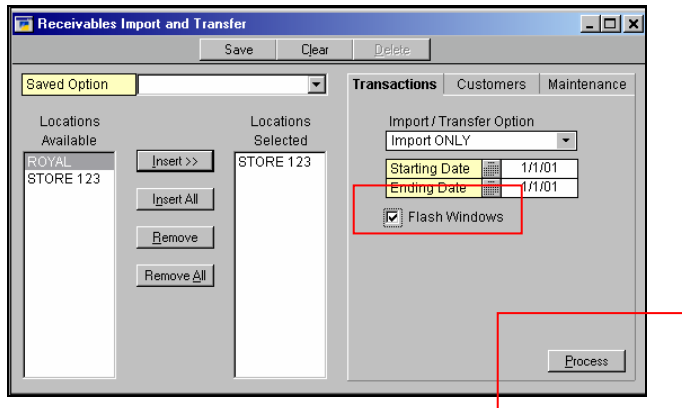 Receivables Import and Transfer
Save Clear Delete
Saved Option
Transactions Customers Maintenance
Locations Available
Locations Selected
ROYAL
STORE 123
Insert >>
Insert All
Remove
Remove All
STORE 123
Import / Transfer Option
Import ONLY
Starting Date 1/1/01
Ending Date 1/1/01
Flash Windows
Process